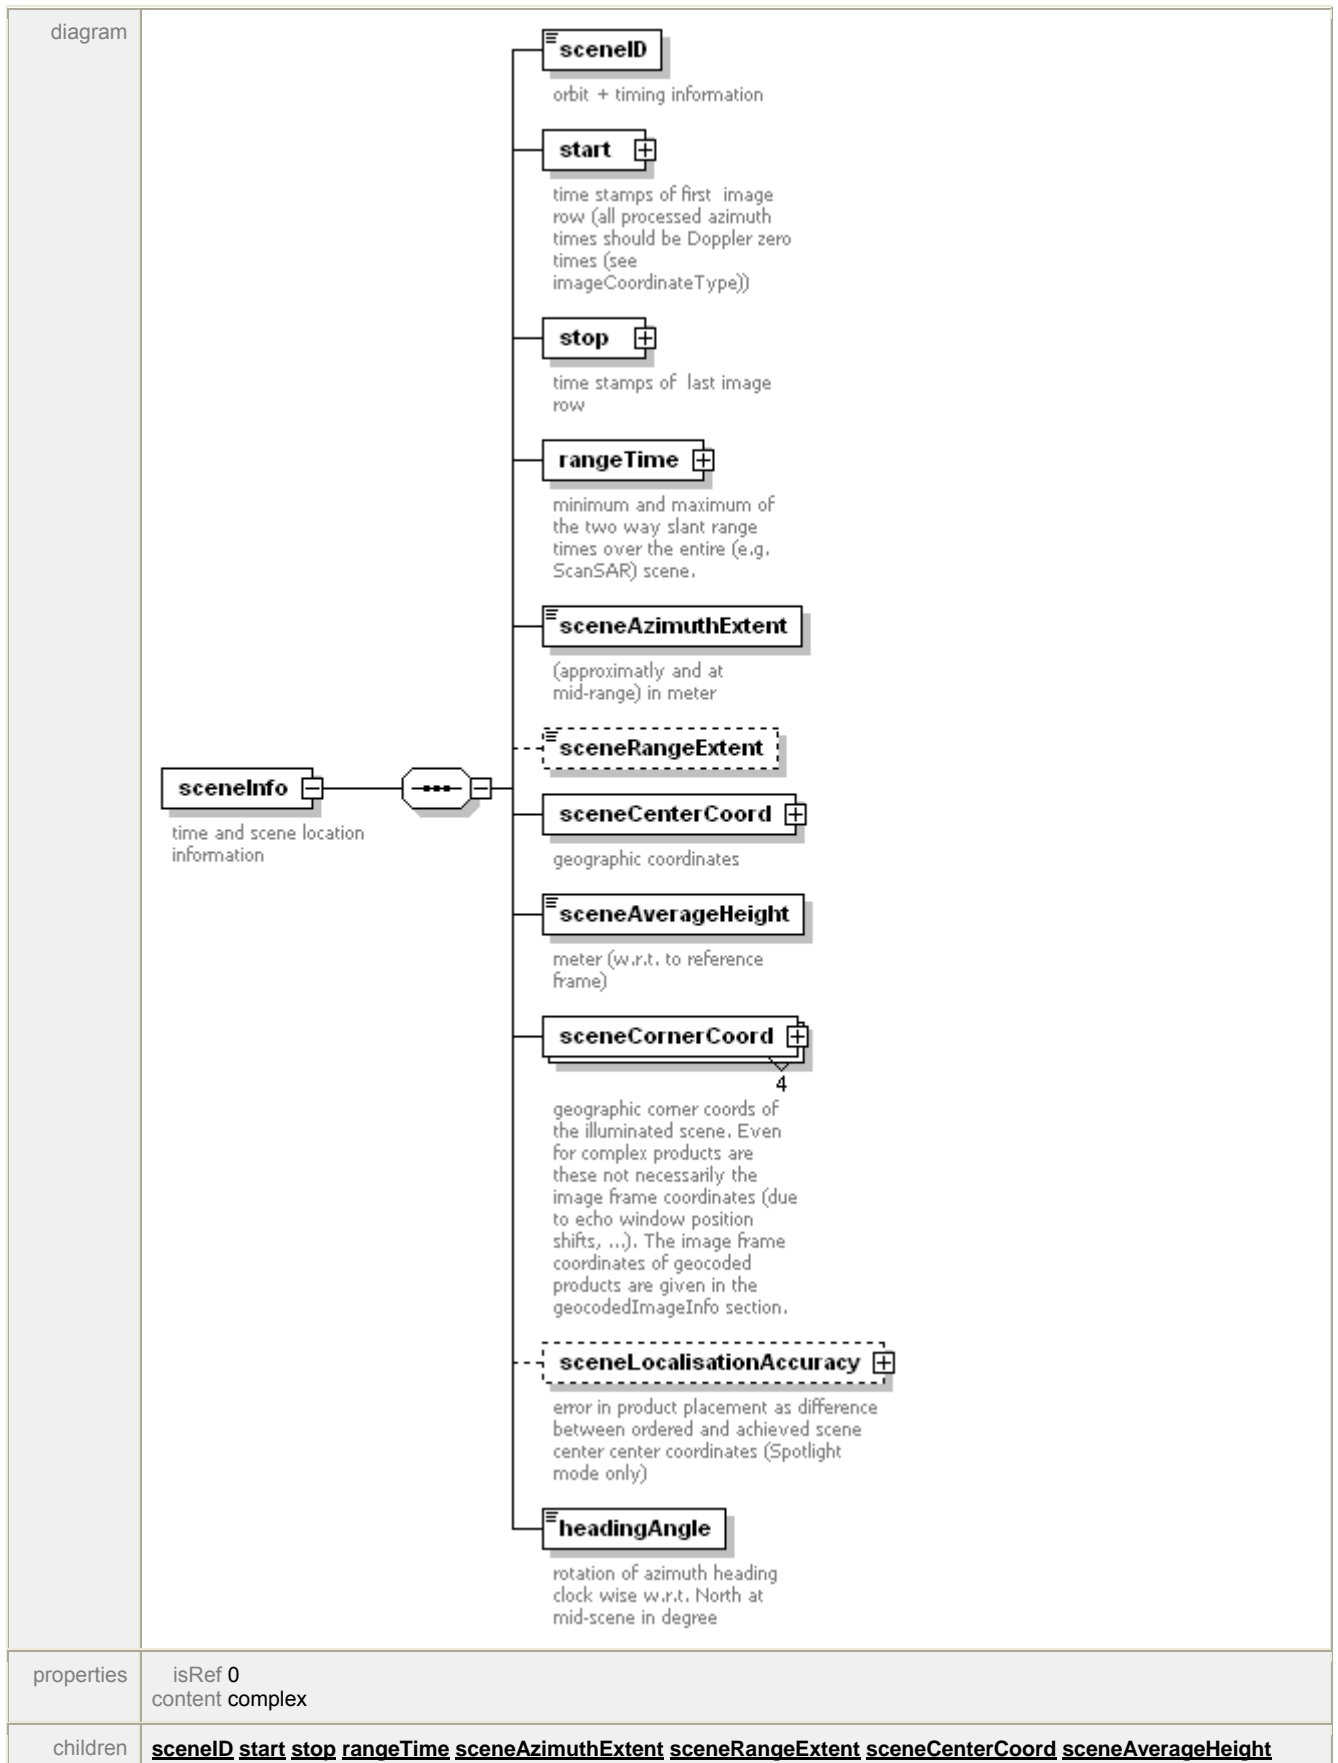 diagram
sceneID
orbit + timing information
start
time stamps of first image
row (all processed azimuth
times should be Doppler zero
times (see
imageCoordinateType))
stop
time stamps of last image
row
rangeTime
minimum and maximum of
the two way slant range
times over the entire (e.g.
ScanSAR) scene.
sceneAzimuthExtent
(approximatly and at
mid-range) in meter
sceneRangeExtent
sceneInfo
time and scene location
information
sceneCenterCoord
geographic coordinates
sceneAverageHeight
meter (w.r.t. to reference
frame)
sceneCornerCoord
4
geographic corner coords of
the illuminated scene. Even
for complex products are
these not necessarily the
image frame coordinates (due
to echo window position
shifts, ...). The image frame
coordinates of geocoded
products are given in the
geocodedImageInfo section.
sceneLocalisationAccuracy
error in product placement as difference
between ordered and achieved scene
center center coordinates (Spotlight
mode only)
headingAngle
rotation of azimuth heading
clock wise w.r.t. North at
mid-scene in degree
properties
isRef 0
content complex
children
sceneID start stop rangeTime sceneAzimuthExtent sceneRangeExtent sceneCenterCoord sceneAverageHeight